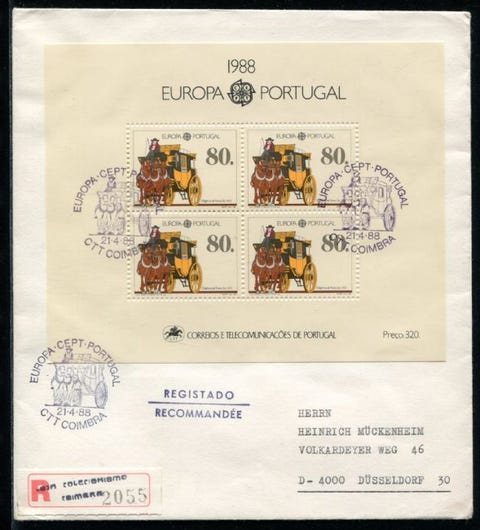 1988
EUROPA PORTUGAL
EUROPA PORTUGAL
80.
EUROPA PORTUGAL
80.
EUROPA PORTUGAL
80.
EUROPA PORTUGAL
80.
EUROPA·CEPT·PORTUGAL
21·4·88
CTT COIMBRA
EUROPA·CEPT·PORTUGAL
21·4·88
CTT COIMBRA
CORREIOS E TELECOMUNICAÇÕES DE PORTUGAL
Preço: 320.
EUROPA·CEPT·PORTUGAL
21·4·88
CTT COIMBRA
REGISTADO
RECOMMANDÉE
HERRN
HEINRICH MÜCKENHEIM
VOLKARDEYER WEG 46
D-4000 DÜSSELDORF 30
R
COLECIONISMO
COIMBRA
2055